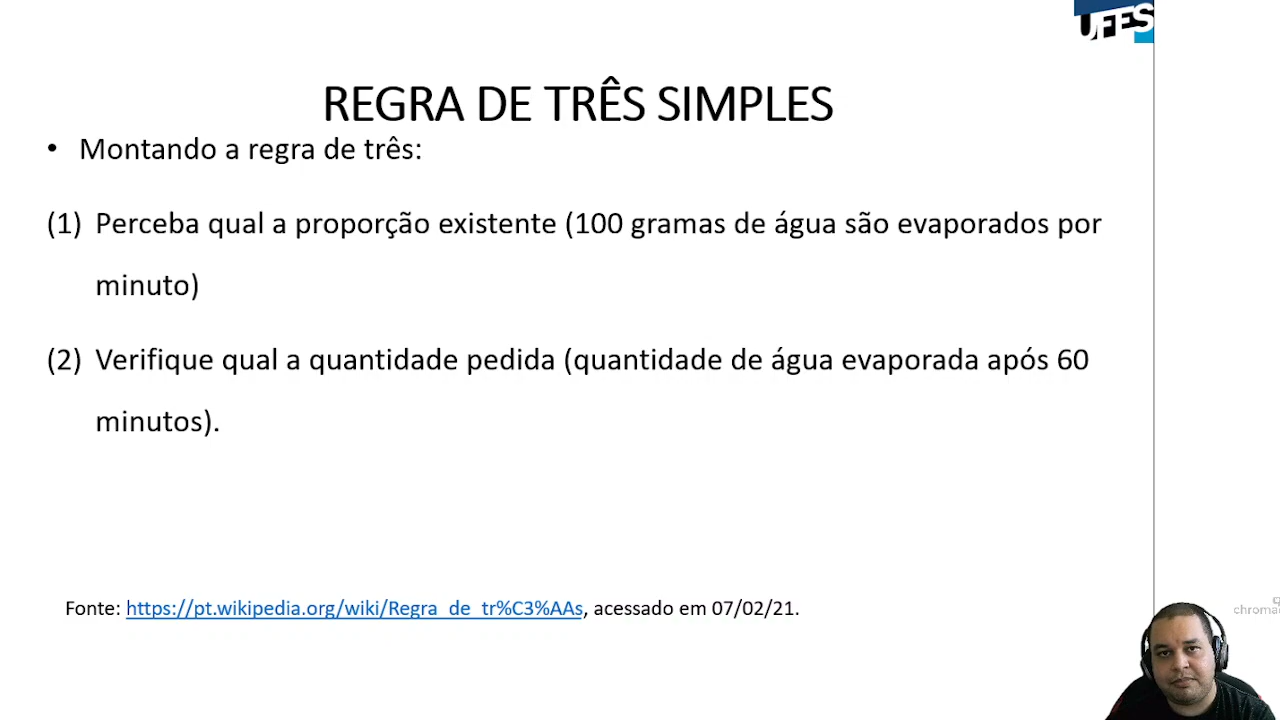 UFES
REGRA DE TRÊS SIMPLES
• Montando a regra de três:
(1) Perceba qual a proporção existente (100 gramas de água são evaporados por
minuto)
(2) Verifique qual a quantidade pedida (quantidade de água evaporada após 60
minutos).
Fonte: https://pt.wikipedia.org/wiki/Regra_de_tr%C3%AAs, acessado em 07/02/21.